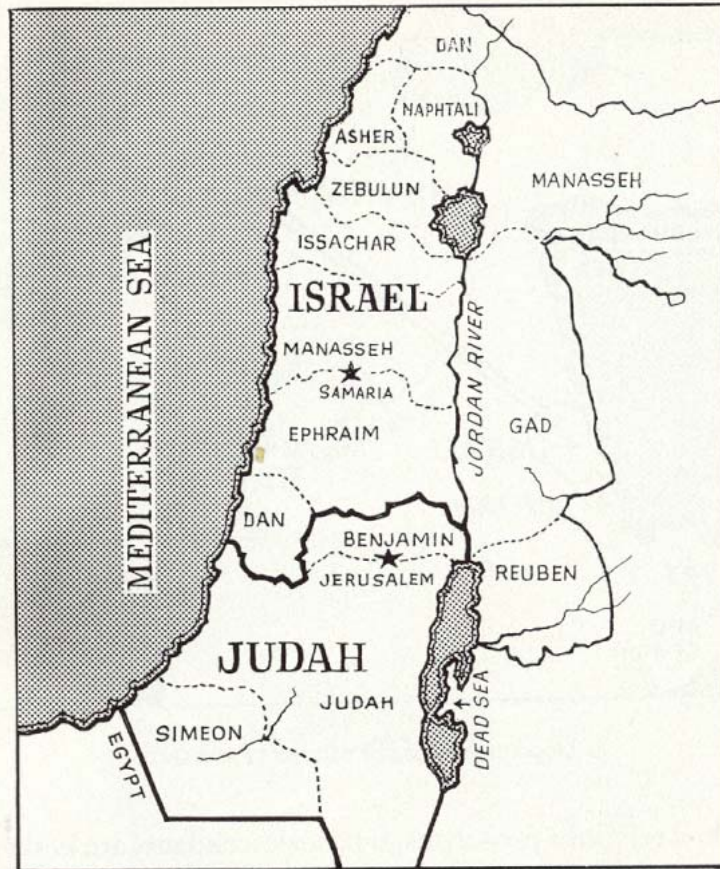 DAN
NAPHTALI
ASHER
ZEBULUN
MANASSEH
ISSACHAR
ISRAEL
MEDITERRANEAN SEA
MANASSEH
SAMARIA
JORDAN RIVER
EPHRAIM
GAD
DAN
BENJAMIN
JERUSALEM
REUBEN
JUDAH
JUDAH
DEAD SEA
SIMEON
EGYPT